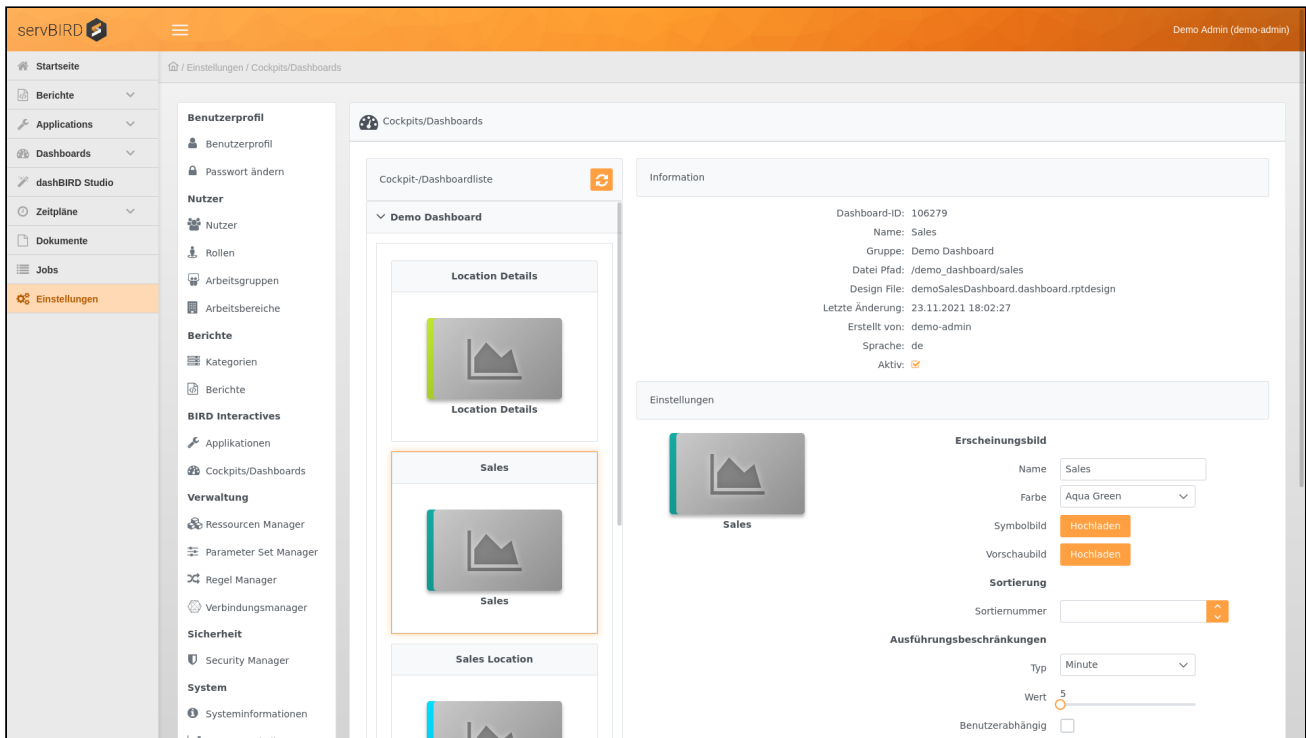 servBIRD
Demo Admin (demo-admin)
Startseite
Berichte
Applications
Dashboards
dashBIRD Studio
Zeitpläne
Dokumente
Jobs
Einstellungen
/ Einstellungen / Cockpits/Dashboards
Benutzerprofil
Benutzerprofil
Passwort ändern
Nutzer
Nutzer
Rollen
Arbeitsgruppen
Arbeitsbereiche
Berichte
Kategorien
Berichte
BIRD Interactives
Applikationen
Cockpits/Dashboards
Verwaltung
Ressourcen Manager
Parameter Set Manager
Regel Manager
Verbindungsmanager
Sicherheit
Security Manager
System
Systeminformationen
Cockpits/Dashboards
Cockpit-/Dashboardliste
Demo Dashboard
Location Details
Location Details
Sales
Sales
Sales Location
Information
Dashboard-ID: 106279
Name: Sales
Gruppe: Demo Dashboard
Datei Pfad: /demo_dashboard/sales
Design File: demoSalesDashboard.dashboard.rptdesign
Letzte Änderung: 23.11.2021 18:02:27
Erstellt von: demo-admin
Sprache: de
Aktiv:
Einstellungen
Sales
Erscheinungsbild
Name Sales
Farbe Aqua Green
Symbolbild Hochladen
Vorschaubild Hochladen
Sortierung
Sortiernummer
Ausführungsbeschränkungen
Typ Minute
Wert 5
Benutzerabhängig